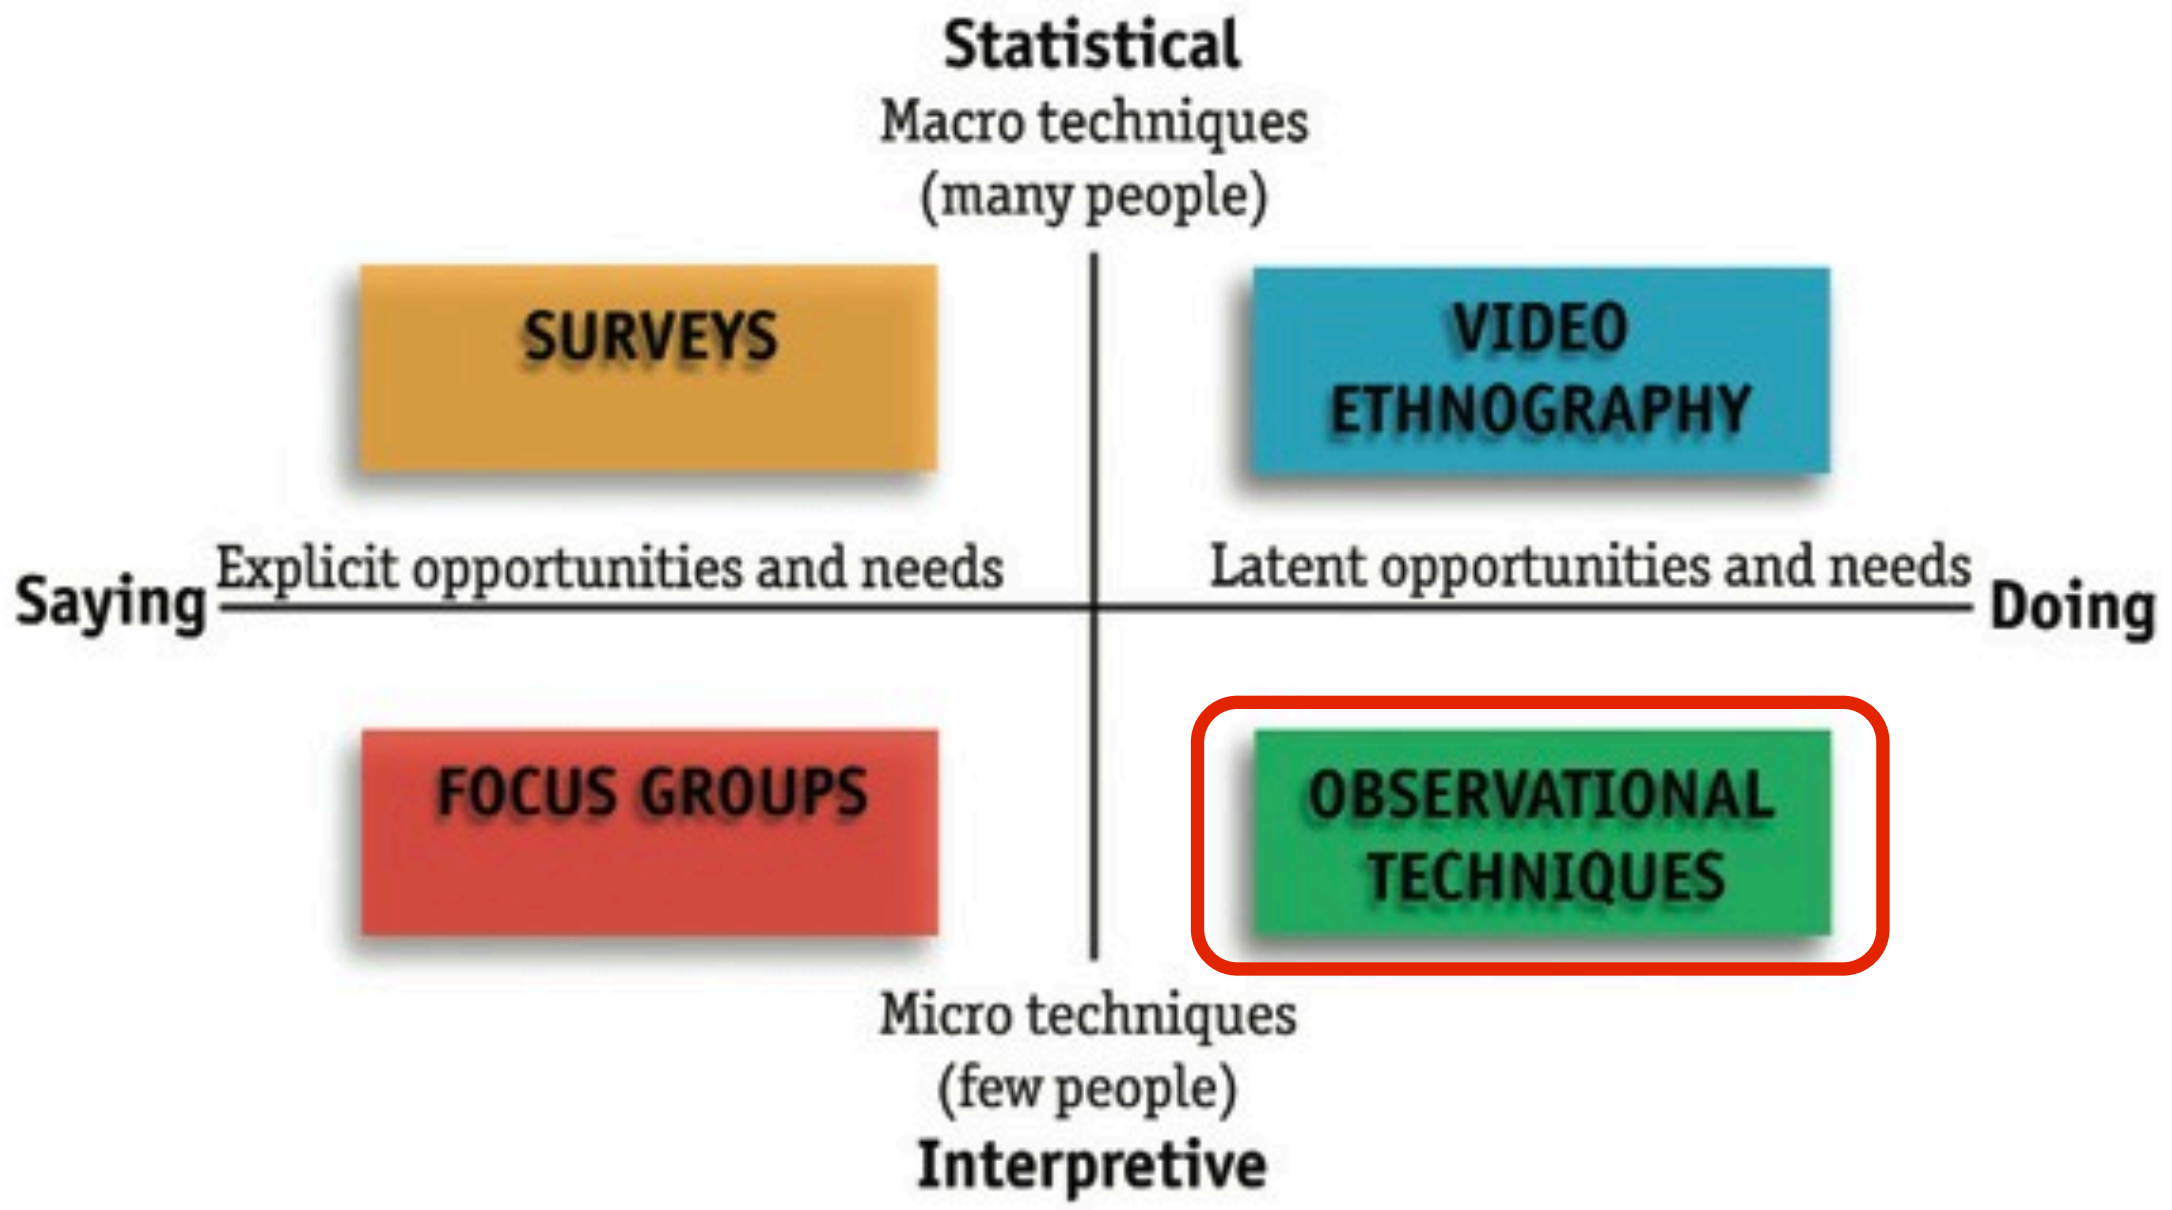 Statistical
Macro techniques
(many people)
SURVEYS
VIDEO
ETHNOGRAPHY
Saying
Explicit opportunities and needs
Latent opportunities and needs
Doing
FOCUS GROUPS
OBSERVATIONAL
TECHNIQUES
Micro techniques
(few people)
Interpretive